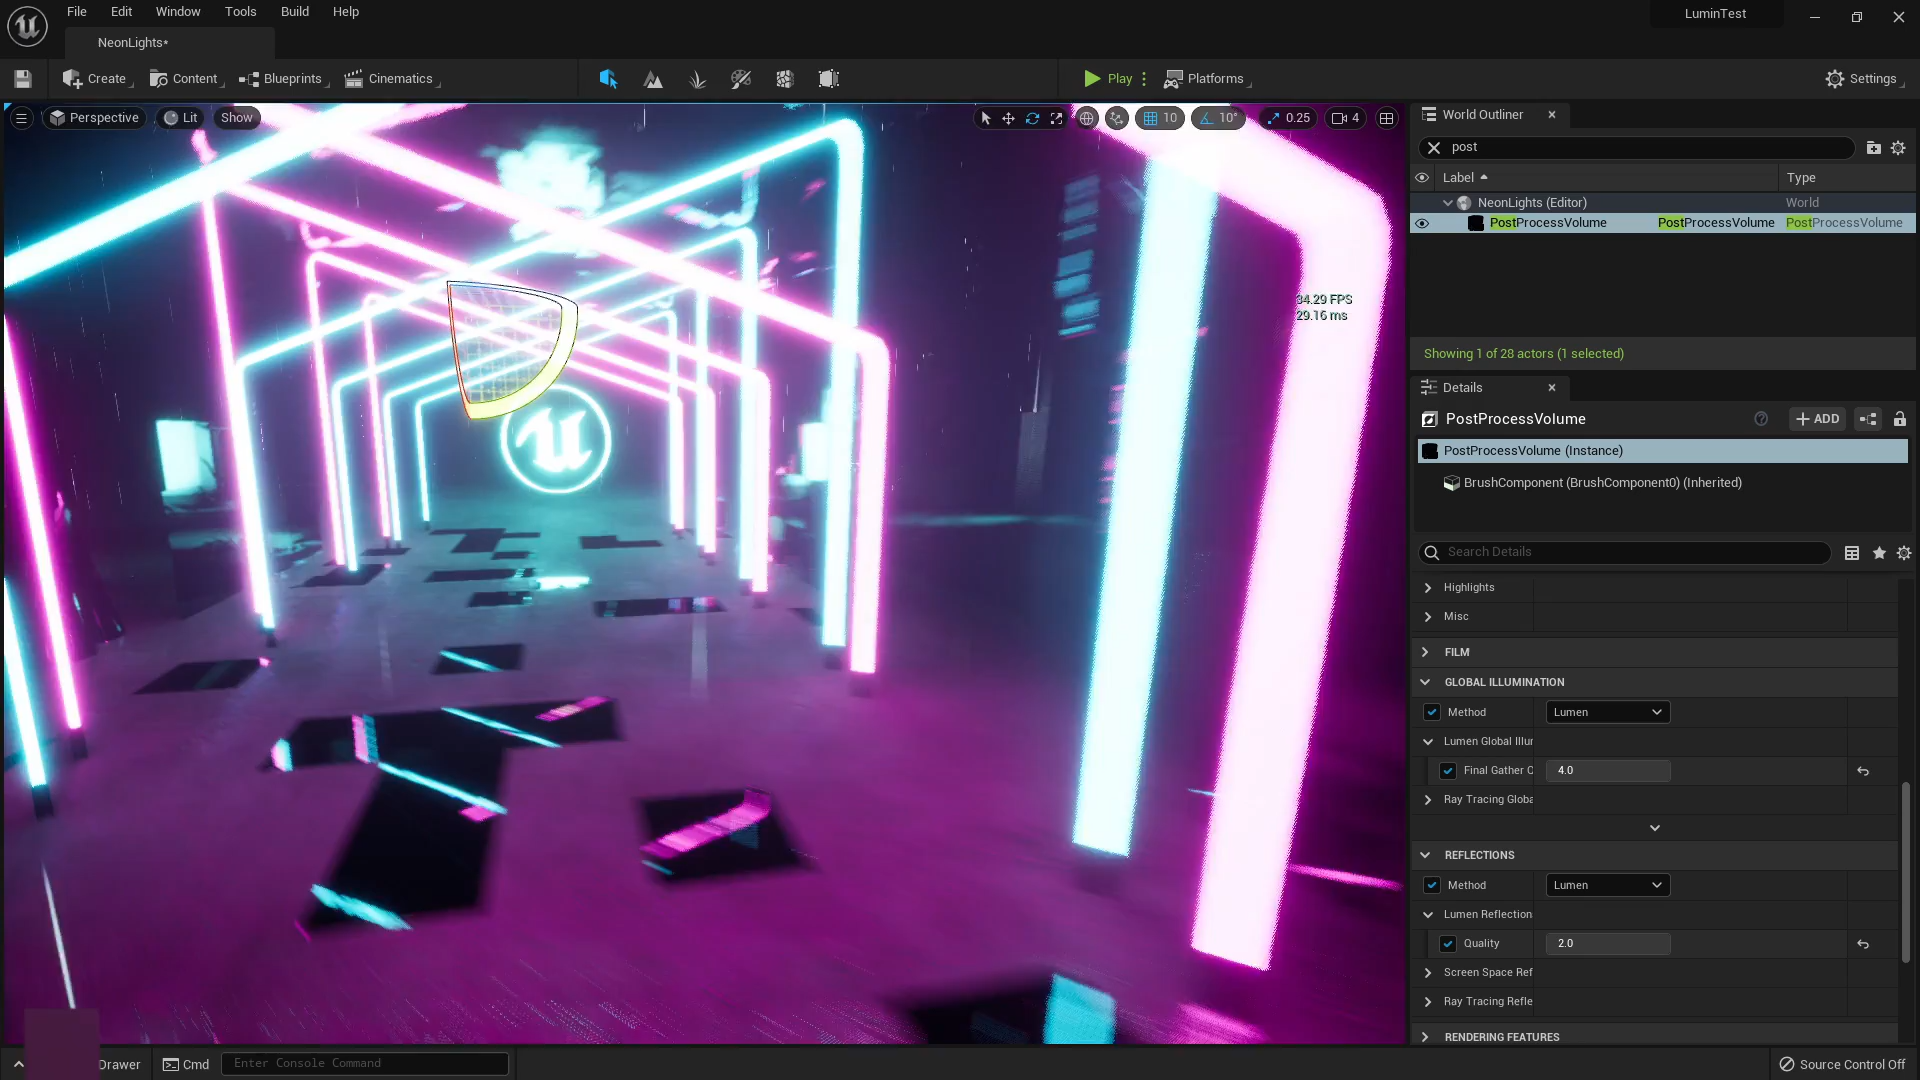 File Edit Window Tools Build Help
LuminTest
NeonLights*
Create Content Blueprints Cinematics
Play Platforms
Settings
Perspective Lit Show
10 10° 0.25 4
34.29 FPS
29.16 ms
World Outliner
post
Label Type
NeonLights (Editor) World
PostProcessVolume PostProcessVolume PostProcessVolume
Showing 1 of 28 actors (1 selected)
Details
PostProcessVolume
ADD
PostProcessVolume (Instance)
BrushComponent (BrushComponent0) (Inherited)
Search Details
Highlights
Misc
FILM
GLOBAL ILLUMINATION
Method Lumen
Lumen Global Illur
Final Gather Q 4.0
Ray Tracing Globa
REFLECTIONS
Method Lumen
Lumen Reflection
Quality 2.0
Screen Space Ref
Ray Tracing Refle
RENDERING FEATURES
Drawer Cmd Enter Console Command
Source Control Off